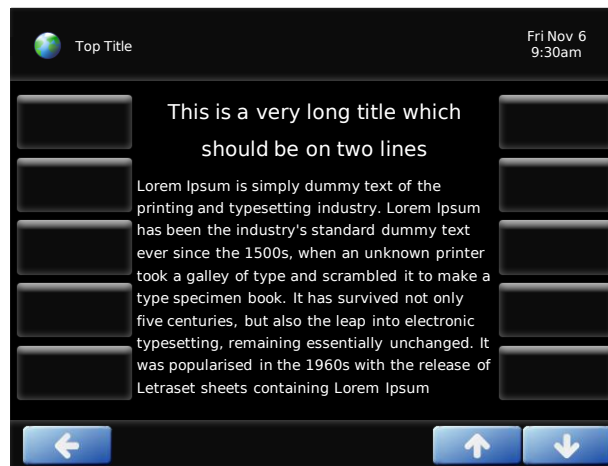 Top Title
Fri Nov 6
9:30am
This is a very long title which
should be on two lines
Lorem Ipsum is simply dummy text of the
printing and typesetting industry. Lorem Ipsum
has been the industry's standard dummy text
ever since the 1500s, when an unknown printer
took a galley of type and scrambled it to make a
type specimen book. It has survived not only
five centuries, but also the leap into electronic
typesetting, remaining essentially unchanged. It
was popularised in the 1960s with the release of
Letraset sheets containing Lorem Ipsum